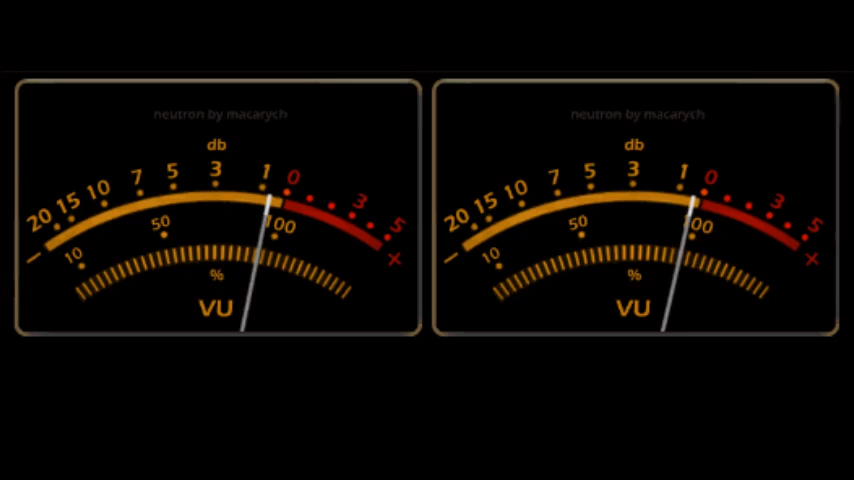 neutron by macarych
db
20 15 10 7 5 3 1 0 3 5
− 10 50 100 +
%
VU
neutron by macarych
db
20 15 10 7 5 3 1 0 3 5
− 10 50 100 +
%
VU